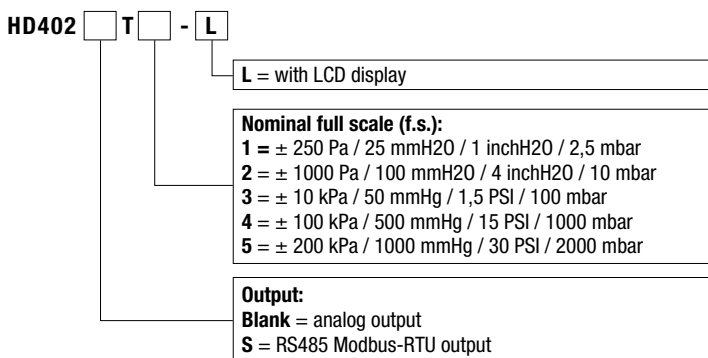 HD402 T - L
L = with LCD display
Nominal full scale (f.s.):
1 = ± 250 Pa / 25 mmH2O / 1 inchH2O / 2,5 mbar
2 = ± 1000 Pa / 100 mmH2O / 4 inchH2O / 10 mbar
3 = ± 10 kPa / 50 mmHg / 1,5 PSI / 100 mbar
4 = ± 100 kPa / 500 mmHg / 15 PSI / 1000 mbar
5 = ± 200 kPa / 1000 mmHg / 30 PSI / 2000 mbar
Output:
Blank = analog output
S = RS485 Modbus-RTU output